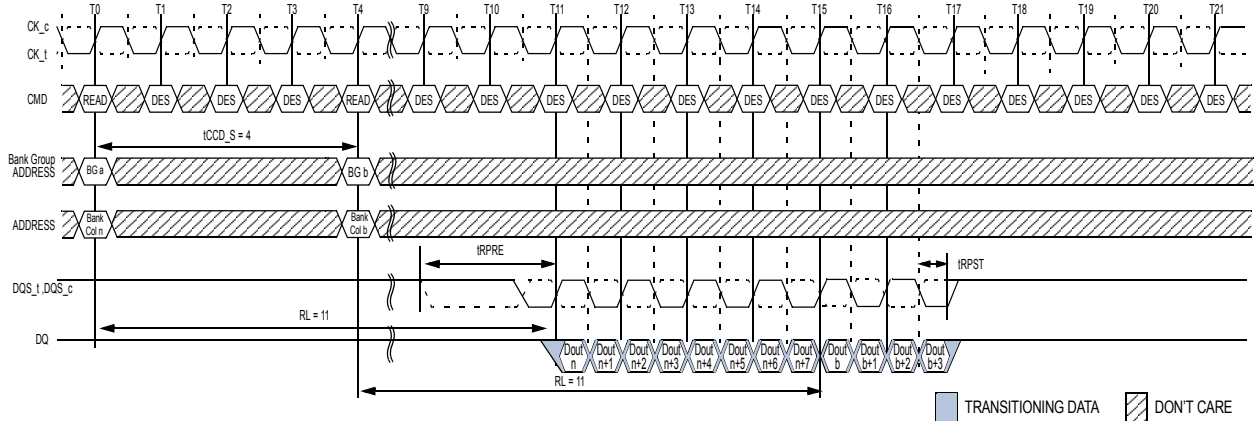 T0 T1 T2 T3 T4 T9 T10 T11 T12 T13 T14 T15 T16 T17 T18 T19 T20 T21
CK_c
CK_t
CMD READ DES DES DES READ DES DES DES DES DES DES DES DES DES DES DES DES DES
tCCD_S = 4
Bank Group
ADDRESS BG a BG b
ADDRESS Bank
Col n Bank
Col b
tRPRE tRPST
DQS_t ,DQS_c
RL = 11
DQ Dout
n Dout
n+1 Dout
n+2 Dout
n+3 Dout
n+4 Dout
n+5 Dout
n+6 Dout
n+7 Dout
b Dout
b+1 Dout
b+2 Dout
b+3
RL = 11
TRANSITIONING DATA DON'T CARE